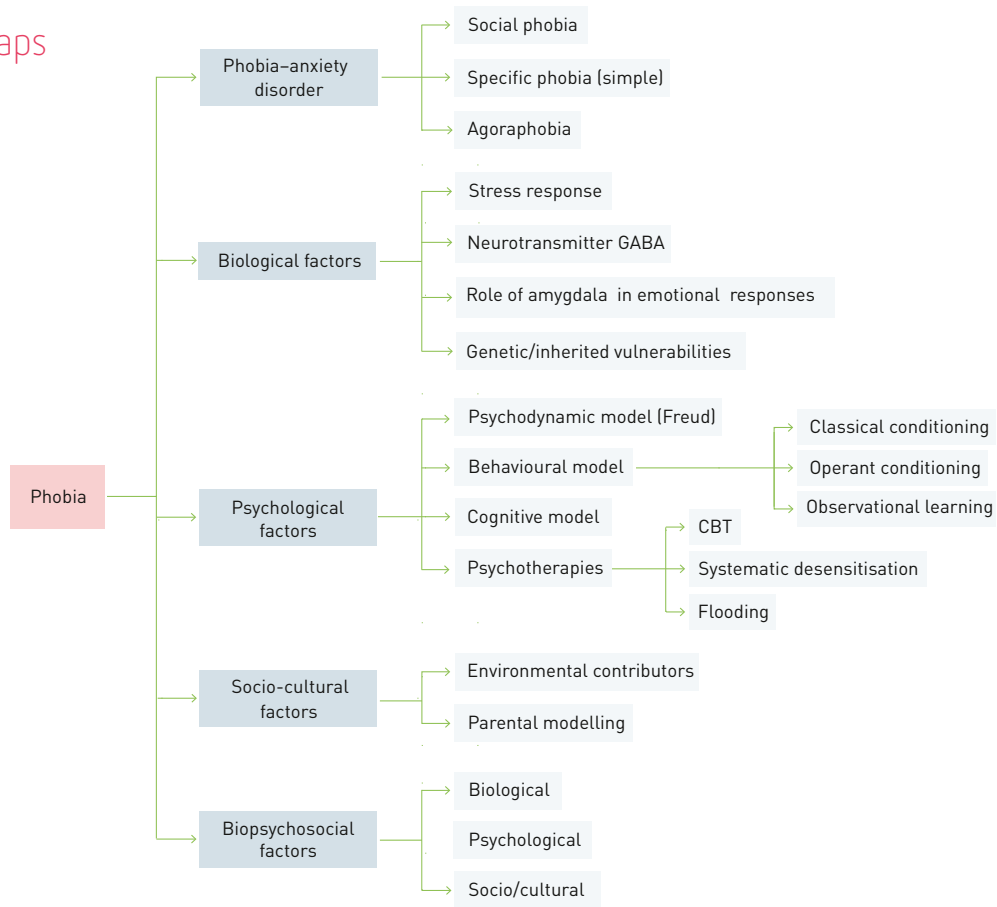 aps
Phobia
Phobia–anxiety
disorder
Social phobia
Specific phobia (simple)
Agoraphobia
Biological factors
Stress response
Neurotransmitter GABA
Role of amygdala in emotional responses
Genetic/inherited vulnerabilities
Psychological
factors
Psychodynamic model (Freud)
Behavioural model
Classical conditioning
Operant conditioning
Observational learning
Cognitive model
Psychotherapies
CBT
Systematic desensitisation
Flooding
Socio-cultural
factors
Environmental contributors
Parental modelling
Biopsychosocial
factors
Biological
Psychological
Socio/cultural